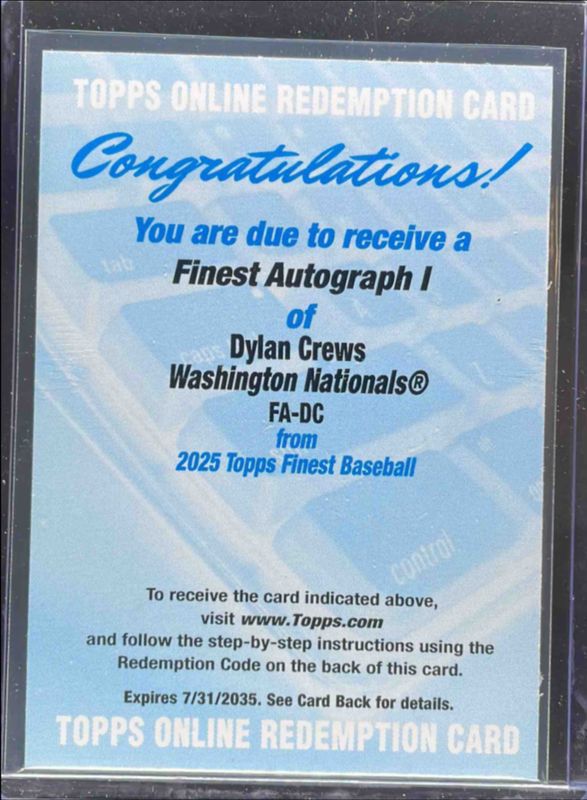 TOPPS ONLINE REDEMPTION CARD
Congratulations!
You are due to receive a
Finest Autograph I
of
Dylan Crews
Washington Nationals®
FA-DC
from
2025 Topps Finest Baseball
tab
caps
control
To receive the card indicated above,
visit www.Topps.com
and follow the step-by-step instructions using the
Redemption Code on the back of this card.
Expires 7/31/2035. See Card Back for details.
TOPPS ONLINE REDEMPTION CARD